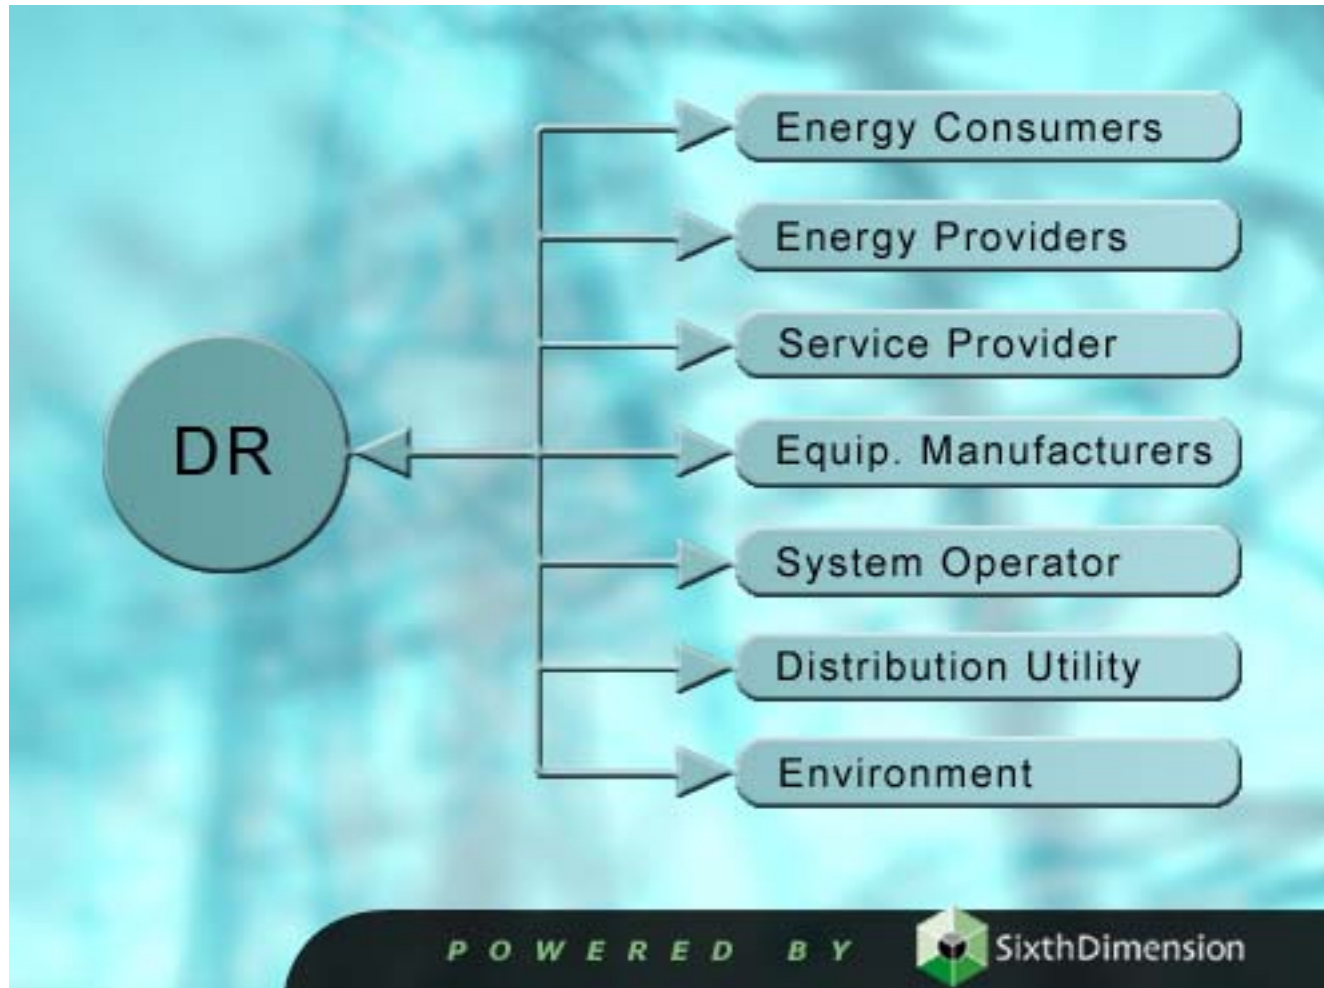 Energy Consumers
Energy Providers
Service Provider
DR
Equip. Manufacturers
System Operator
Distribution Utility
Environment
POWERED BY SixthDimension